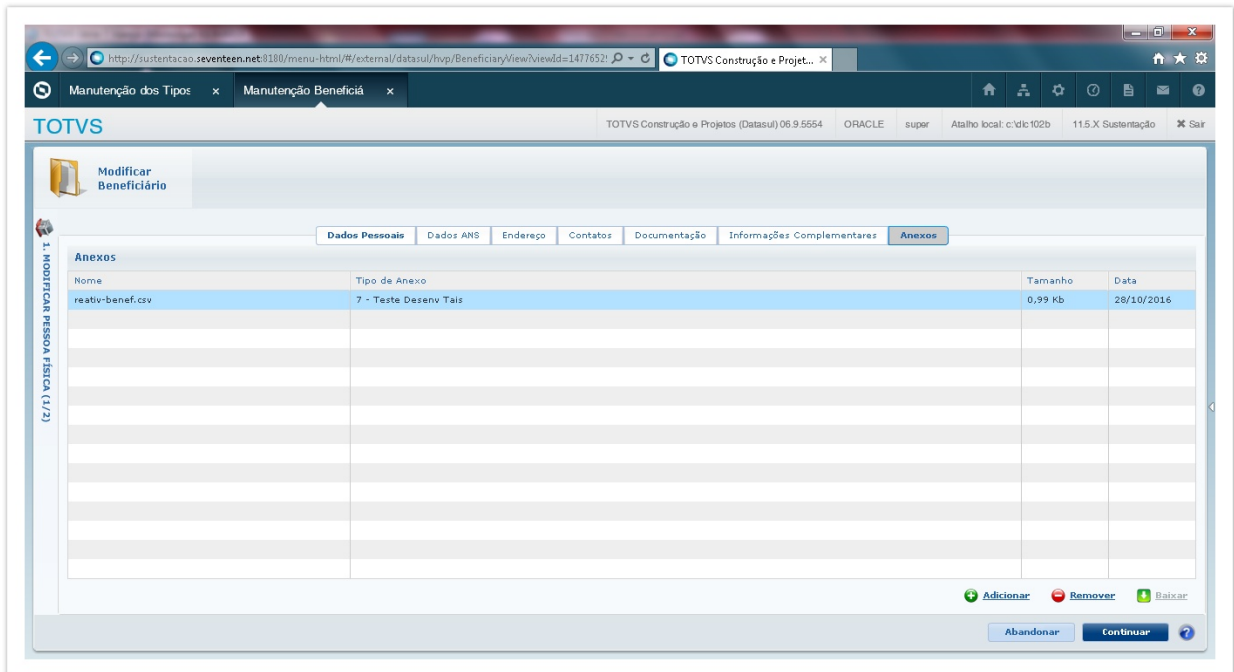 http://sustentacao.seventeen.net:8180/menu-html/#/external/datasul/hvp/BeneficiaryView?viewId=1477652! TOTVS Construção e Projet...
Manutenção dos Tipos Manutenção Beneficiá
TOTVS TOTVS Construção e Projetos (Datasul) 06.9.5554 ORACLE super Atalho local: c:\dlc102b 11.5.X Sustentação Sair
Modificar
Beneficiário
1. MODIFICAR PESSOA FÍSICA (1/2)
Dados Pessoais Dados ANS Endereço Contatos Documentação Informações Complementares Anexos
Anexos
Nome Tipo de Anexo Tamanho Data
reativ-benef.csv 7 - Teste Desenv Tais 0,99 Kb 28/10/2016
Adicionar Remover Baixar
Abandonar Continuar